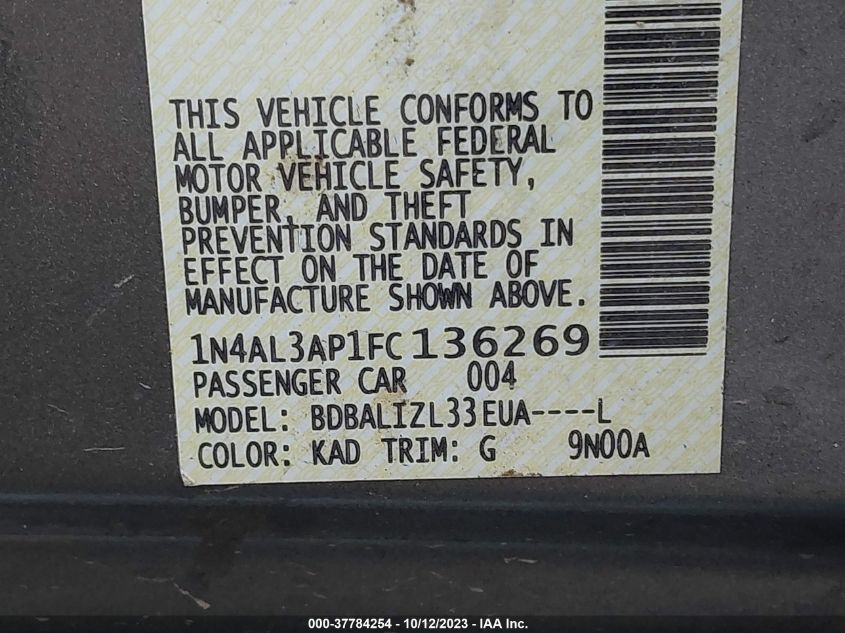 THIS VEHICLE CONFORMS TO
ALL APPLICABLE FEDERAL
MOTOR VEHICLE SAFETY,
BUMPER, AND THEFT
PREVENTION STANDARDS IN
EFFECT ON THE DATE OF
MANUFACTURE SHOWN ABOVE.
1N4AL3AP1FC136269
PASSENGER CAR 004
MODEL: BDBALIZL33EUA----L
COLOR: KAD TRIM: G 9N00A
000-37784254 - 10/12/2023 - IAA Inc.